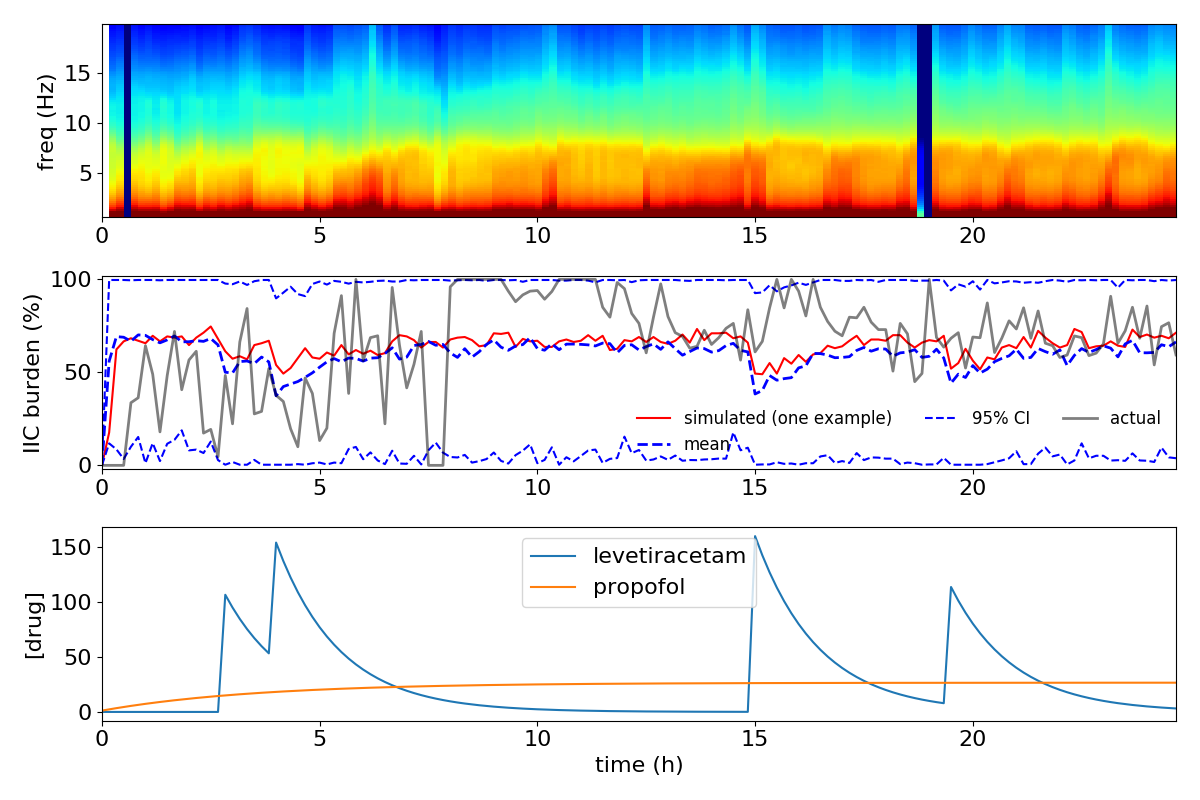 freq (Hz)
15
10
5
0 5 10 15 20
IIC burden (%)
100
50
0
simulated (one example) 95% CI actual
mean
0 5 10 15 20
[drug]
150
100
50
0
levetiracetam
propofol
0 5 10 15 20
time (h)